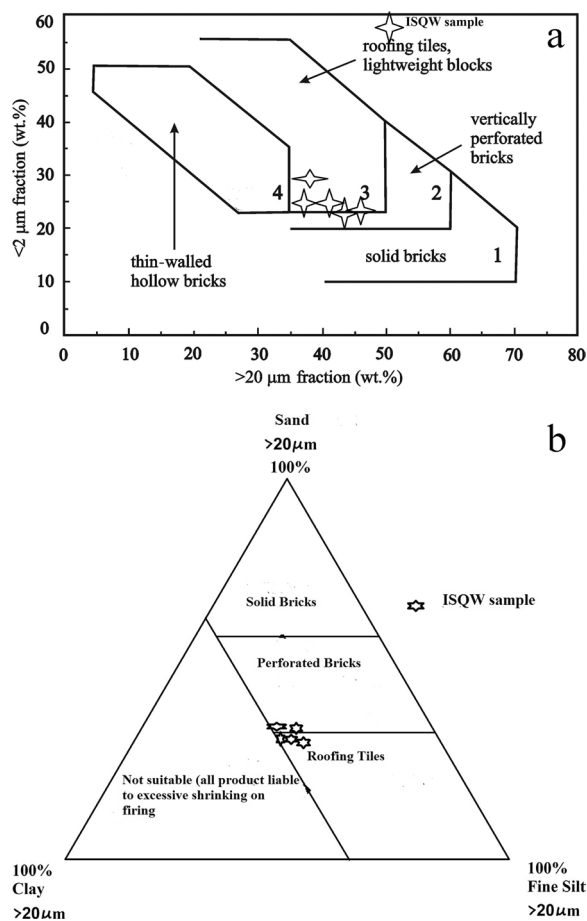 60
ISQW sample
a
roofing tiles,
lightweight blocks
50
vertically
perforated
bricks
40
<2 μm fraction (wt.%)
30
4
3
2
20
thin-walled
hollow bricks
solid bricks
1
10
0
0
10
20
30
40
50
60
70
80
>20 μm fraction (wt.%)
b
Sand
>20μm
100%
ISQW sample
Solid Bricks
Perforated Bricks
Roofing Tiles
Not suitable (all product liable
to excessive shrinking on
firing
100%
Clay
>20μm
100%
Fine Silt
>20μm